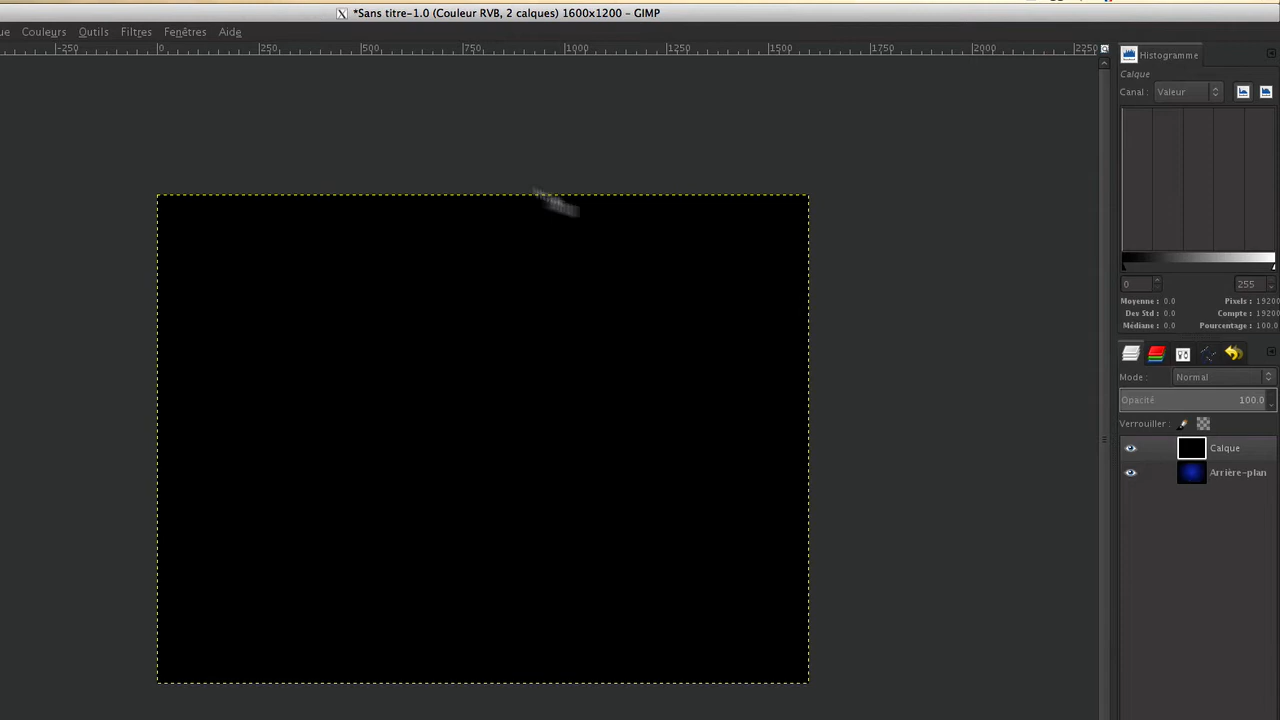 *Sans titre-1.0 (Couleur RVB, 2 calques) 1600x1200 – GIMP
Couleurs Outils Filtres Fenêtres Aide
-250 0 250 500 750 1000 1250 1500 1750 2000 2250
Histogramme
Calque
Canal : Valeur
0 255
Moyenne : 0.0 Pixels : 19200
Dev Std : 0.0 Compte : 19200
Médiane : 0.0 Pourcentage : 100.0
Mode : Normal
Opacité 100.0
Verrouiller :
Calque
Arrière-plan